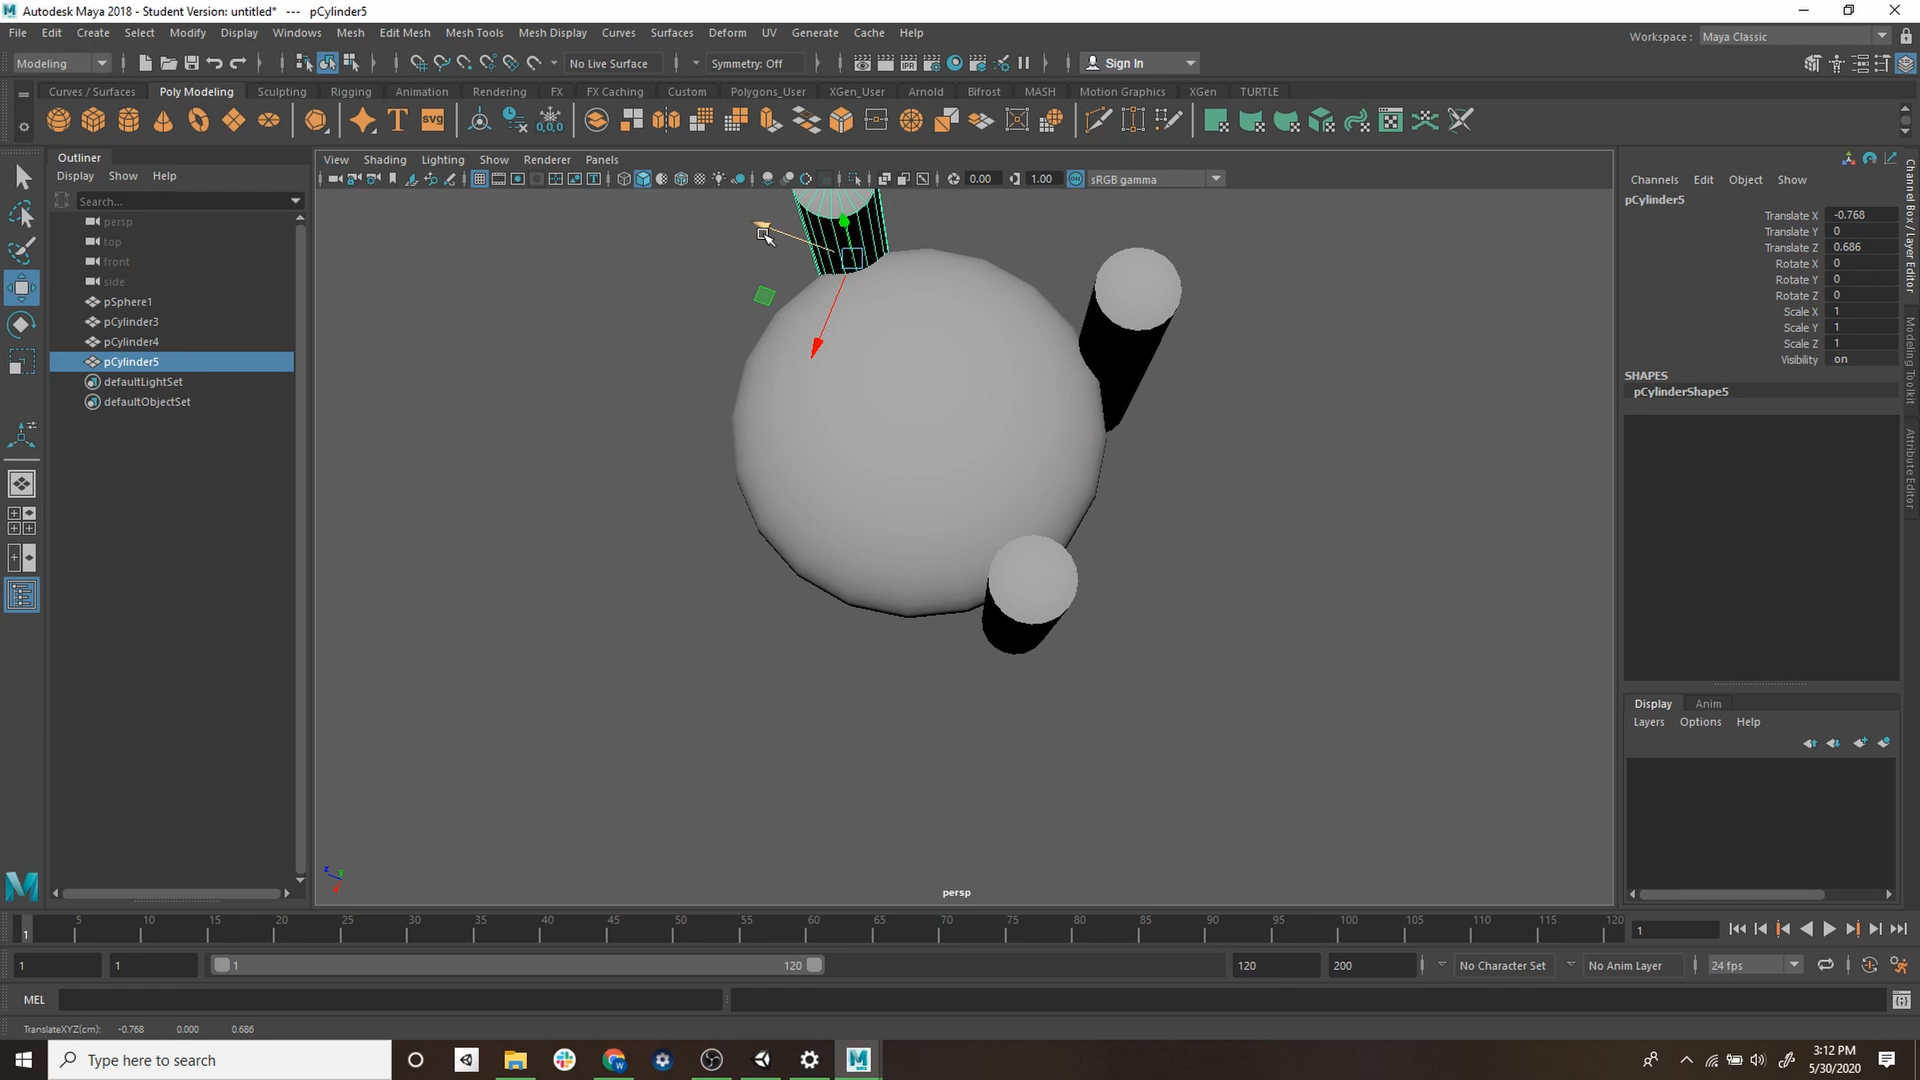 Autodesk Maya 2018 - Student Version: untitled* --- pCylinder5
File Edit Create Select Modify Display Windows Mesh Edit Mesh Mesh Tools Mesh Display Curves Surfaces Deform UV Generate Cache Help
Workspace : Maya Classic
Modeling No Live Surface Symmetry: Off Sign In
Curves / Surfaces Poly Modeling Sculpting Rigging Animation Rendering FX FX Caching Custom Polygons_User XGen_User Arnold Bifrost MASH Motion Graphics XGen TURTLE
T svg 0,0,0
Outliner
Display Show Help
Search...
persp
top
front
side
pSphere1
pCylinder3
pCylinder4
pCylinder5
defaultLightSet
defaultObjectSet
View Shading Lighting Show Renderer Panels
IPR
0.00 1.00 ON sRGB gamma
z y
persp
Channels Edit Object Show
pCylinder5
Translate X -0.768
Translate Y 0
Translate Z 0.686
Rotate X 0
Rotate Y 0
Rotate Z 0
Scale X 1
Scale Y 1
Scale Z 1
Visibility on
SHAPES
pCylinderShape5
Display Anim
Layers Options Help
Channel Box / Layer Editor
Modeling Toolkit
Attribute Editor
1 5 10 15 20 25 30 35 40 45 50 55 60 65 70 75 80 85 90 95 100 105 110 115 120
1
1 1 1 120 120 200 No Character Set No Anim Layer 24 fps
MEL
TranslateXYZ(cm): -0.768 0.000 0.686
Type here to search
3:12 PM
5/30/2020